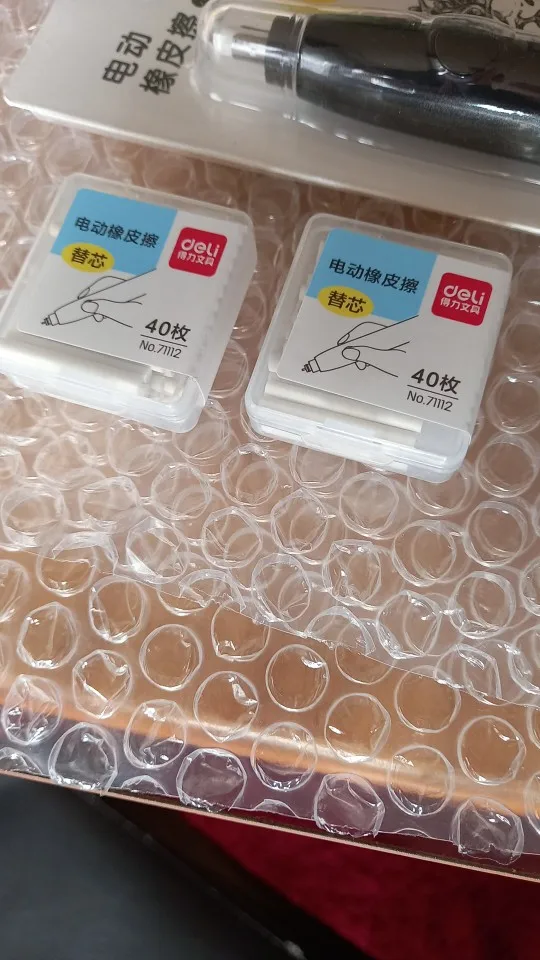 电动
橡皮擦
电动橡皮擦
替芯
deli
得力文具
40枚
No.71112
电动橡皮擦
替芯
deli
得力文具
40枚
No.71112